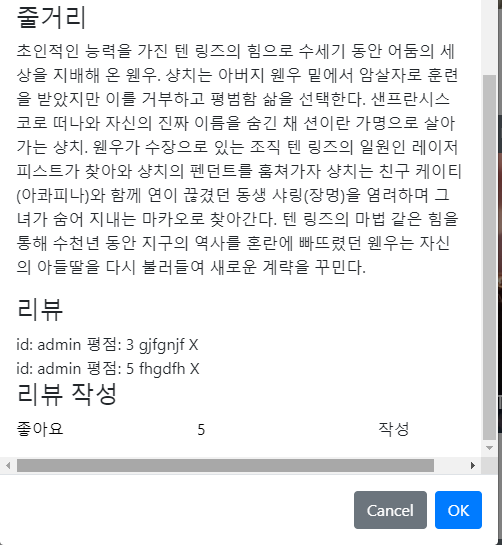 줄거리
초인적인 능력을 가진 텐 링즈의 힘으로 수세기 동안 어둠의 세
상을 지배해 온 웬우. 샹치는 아버지 웬우 밑에서 암살자로 훈련
을 받았지만 이를 거부하고 평범함 삶을 선택한다. 샌프란시스
코로 떠나와 자신의 진짜 이름을 숨긴 채 션이란 가명으로 살아
가는 샹치. 웬우가 수장으로 있는 조직 텐 링즈의 일원인 레이저
피스트가 찾아와 샹치의 펜던트를 훔쳐가자 샹치는 친구 케이티
(아콰피나)와 함께 연이 끊겼던 동생 샤링(장멍)을 염려하며 그
녀가 숨어 지내는 마카오로 찾아간다. 텐 링즈의 마법 같은 힘을
통해 수천년 동안 지구의 역사를 혼란에 빠뜨렸던 웬우는 자신
의 아들딸을 다시 불러들여 새로운 계략을 꾸민다.
리뷰
id: admin 평점: 3 gjfgnjf X
id: admin 평점: 5 fhgdfh X
리뷰 작성
좋아요 5 작성
Cancel OK